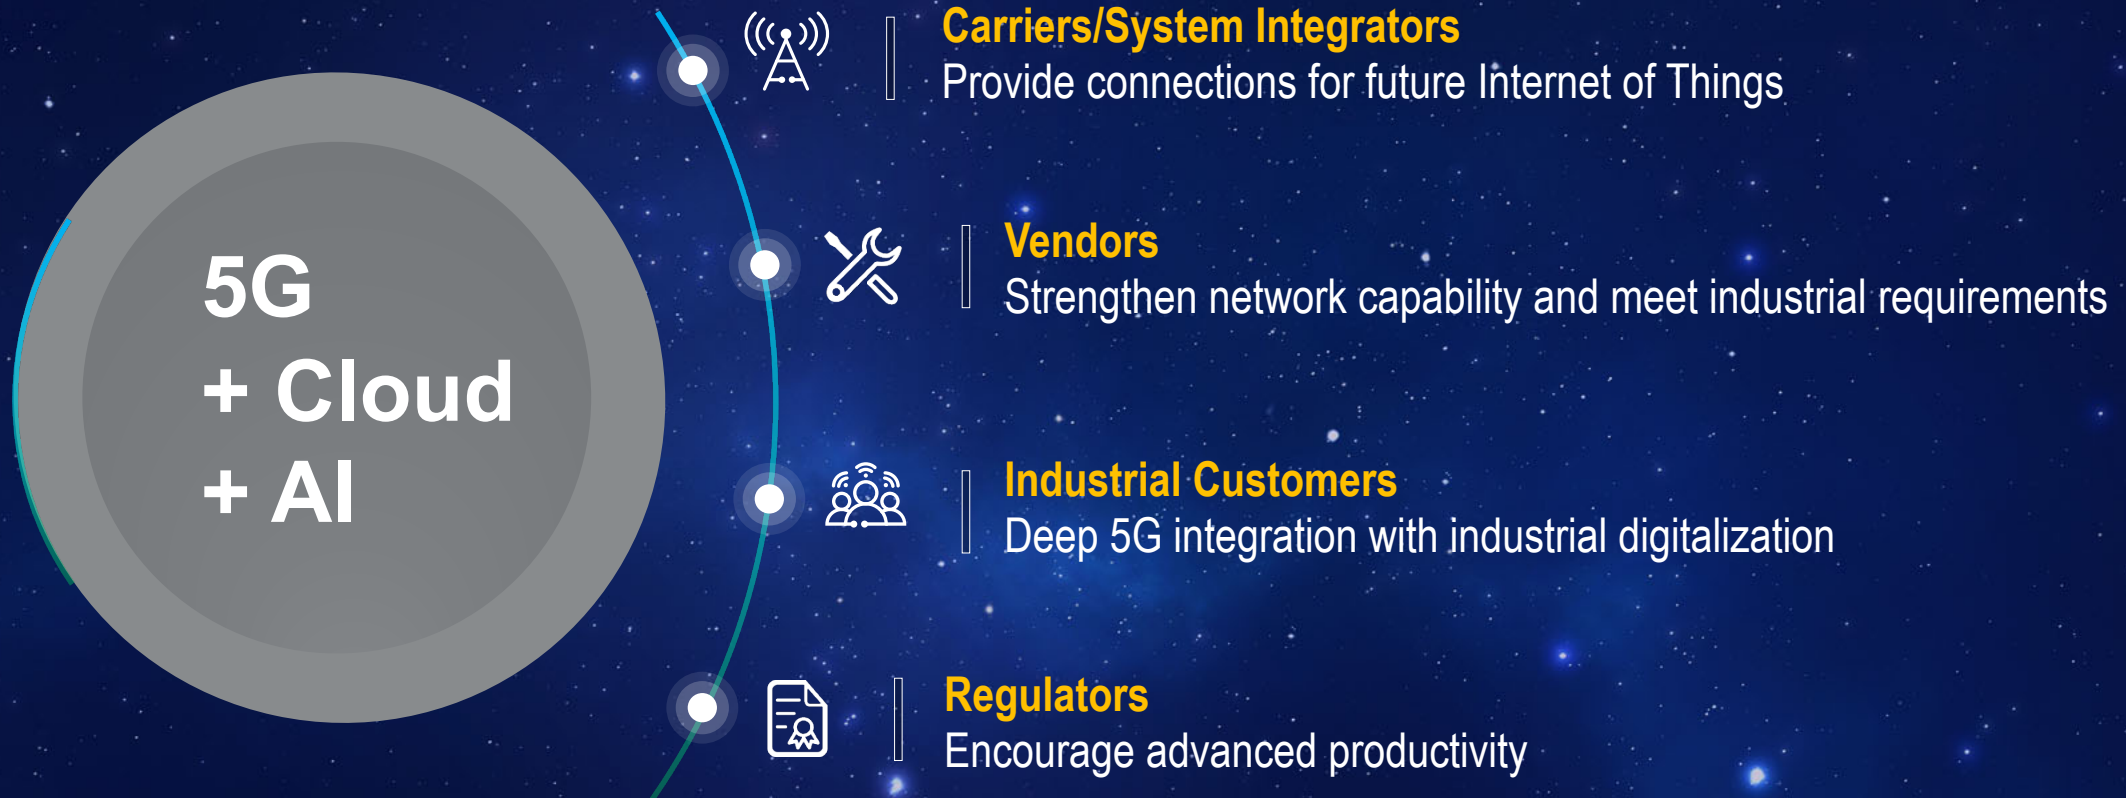 5G
+ Cloud
+ AI
Carriers/System Integrators
Provide connections for future Internet of Things
Vendors
Strengthen network capability and meet industrial requirements
Industrial Customers
Deep 5G integration with industrial digitalization
Regulators
Encourage advanced productivity